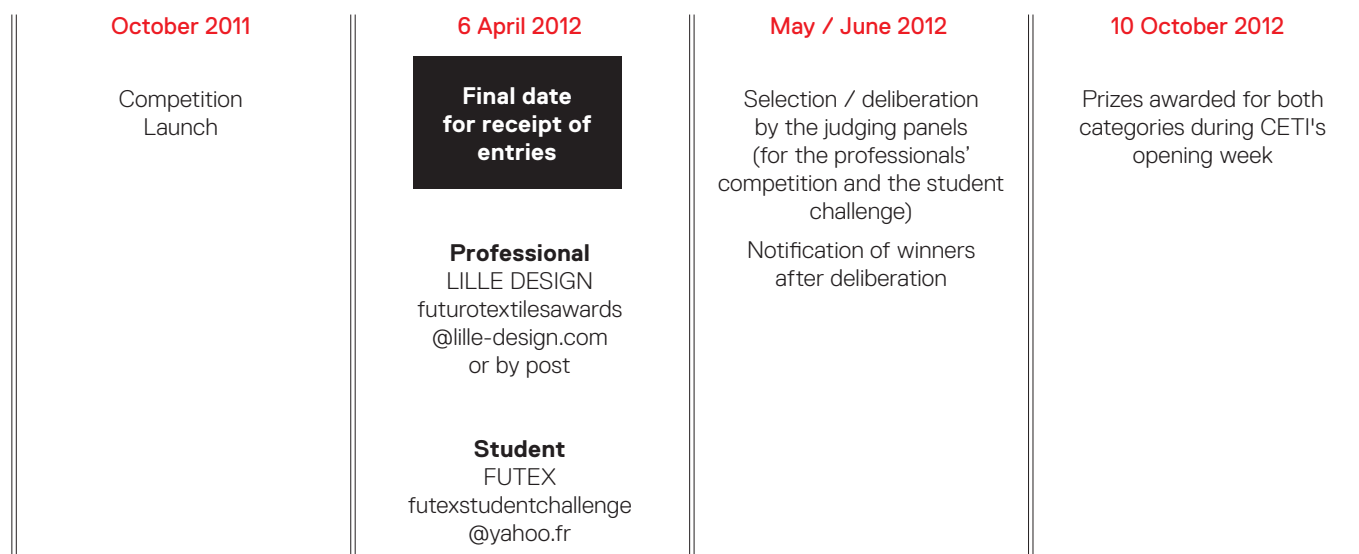 October 2011
Competition
Launch
6 April 2012
Final date
for receipt of
entries
Professional
LILLE DESIGN
futurotextilesawards
@lille-design.com
or by post
Student
FUTEX
futexstudentchallenge
@yahoo.fr
May / June 2012
Selection / deliberation
by the judging panels
(for the professionals’
competition and the student
challenge)
Notification of winners
after deliberation
10 October 2012
Prizes awarded for both
categories during CETI's
opening week